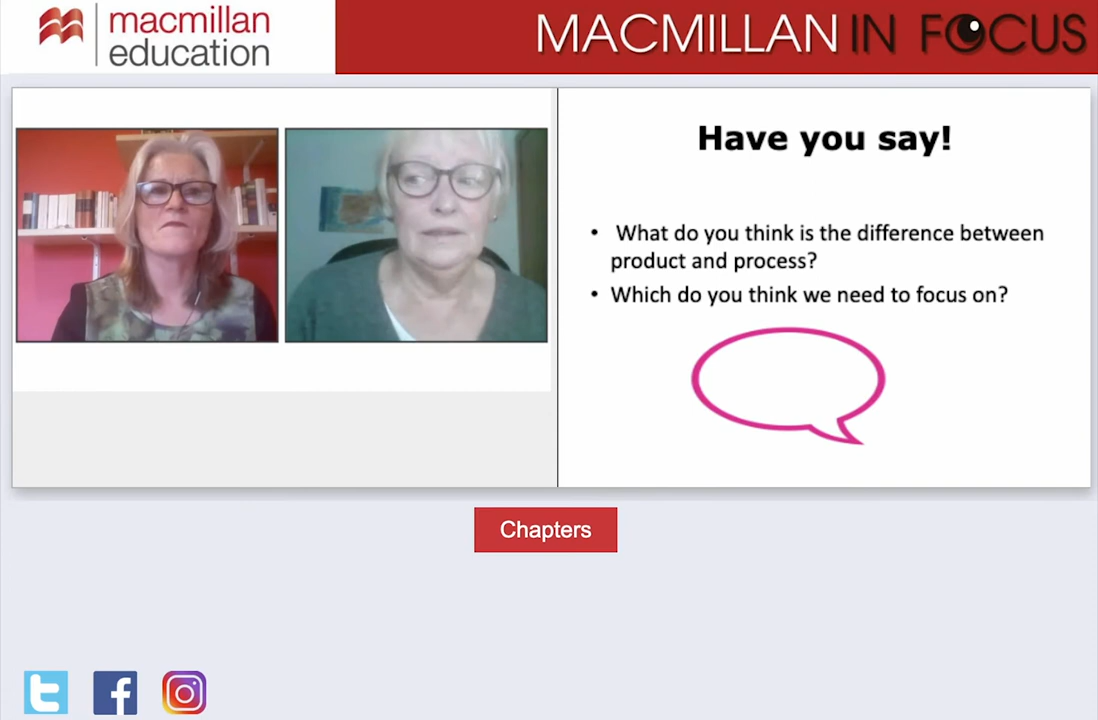 macmillan
education
MACMILLAN IN FOCUS
Have you say!
• What do you think is the difference between
product and process?
• Which do you think we need to focus on?
Chapters